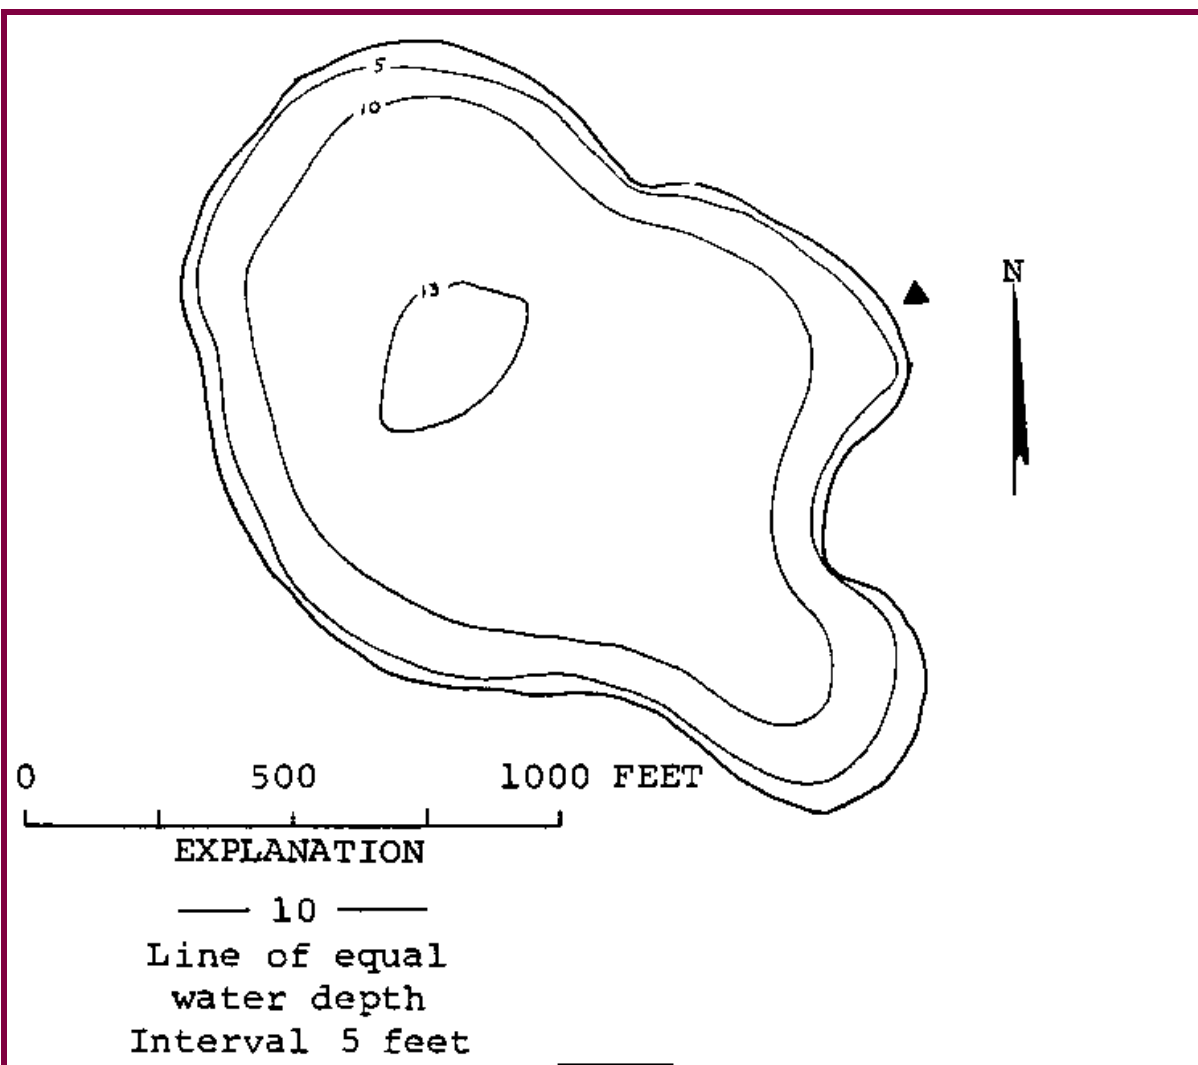 5
10
13
N
0 500 1000 FEET
EXPLANATION
10
Line of equal
water depth
Interval 5 feet